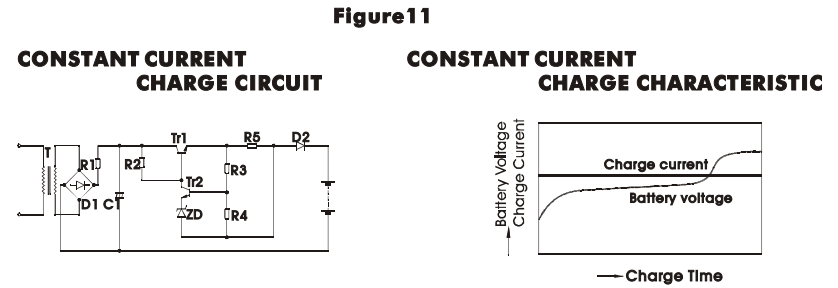 Figure11
CONSTANT CURRENT
CHARGE CIRCUIT
CONSTANT CURRENT
CHARGE CHARACTERISTIC
T
R1
D1
CT
R2
Tr1
Tr2
ZD
R3
R4
R5
D2
Battery Voltage
Charge Current
Charge current
Battery voltage
Charge Time